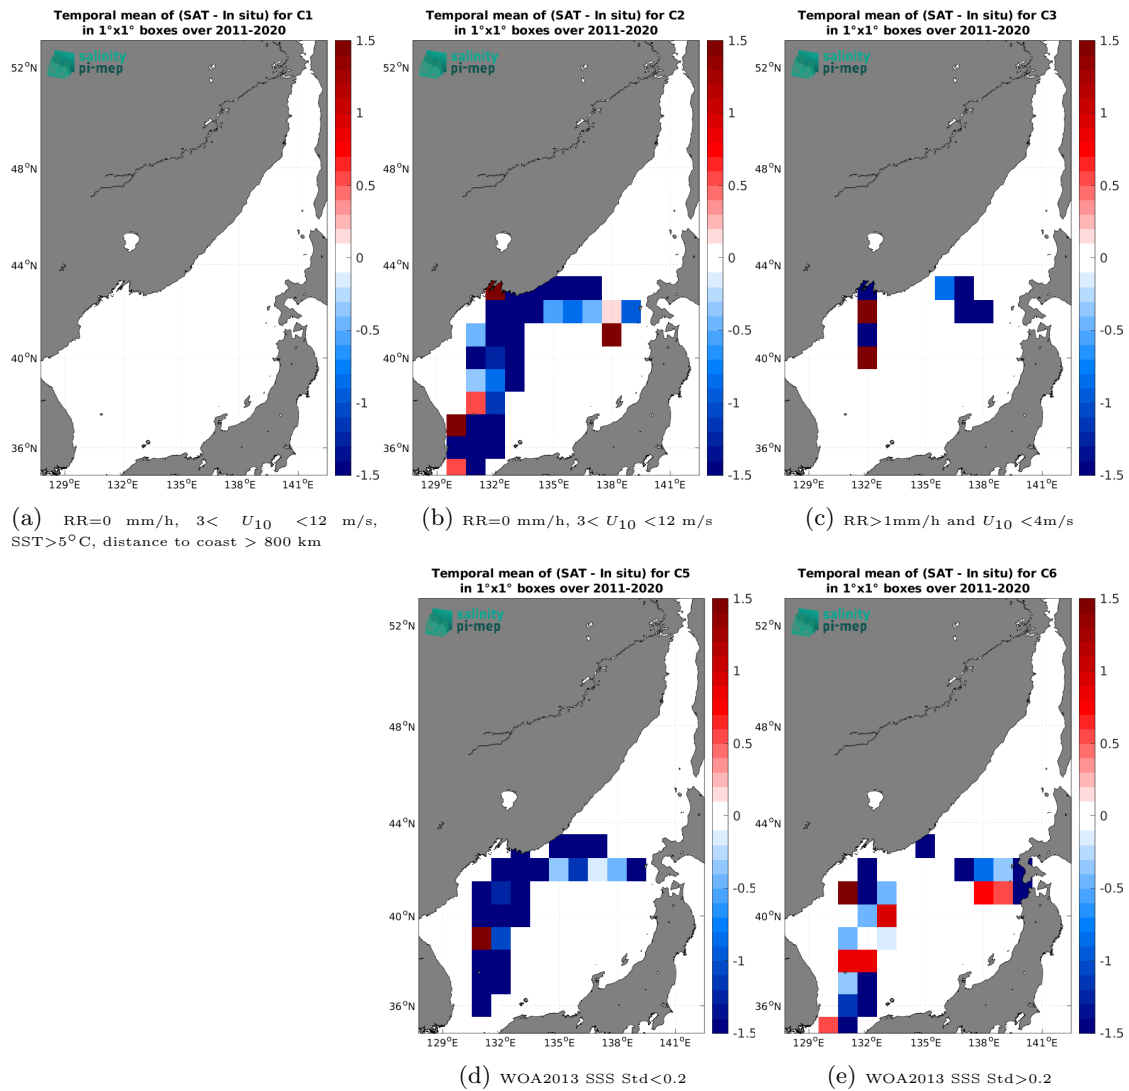 Temporal mean of (SAT - In situ) for C1
in 1°x1° boxes over 2011-2020
salinity
pi-mep
52°N
48°N
44°N
40°N
36°N
129°E 132°E 135°E 138°E 141°E
1.5
1
0.5
0
-0.5
-1
-1.5
(a) RR=0 mm/h, 3< U10 <12 m/s,
SST>5°C, distance to coast > 800 km
Temporal mean of (SAT - In situ) for C2
in 1°x1° boxes over 2011-2020
salinity
pi-mep
52°N
48°N
44°N
40°N
36°N
129°E 132°E 135°E 138°E 141°E
1.5
1
0.5
0
-0.5
-1
-1.5
(b) RR=0 mm/h, 3< U10 <12 m/s
Temporal mean of (SAT - In situ) for C3
in 1°x1° boxes over 2011-2020
salinity
pi-mep
52°N
48°N
44°N
40°N
36°N
129°E 132°E 135°E 138°E 141°E
1.5
1
0.5
0
-0.5
-1
-1.5
(c) RR>1mm/h and U10 <4m/s
Temporal mean of (SAT - In situ) for C5
in 1°x1° boxes over 2011-2020
salinity
pi-mep
52°N
48°N
44°N
40°N
36°N
129°E 132°E 135°E 138°E 141°E
1.5
1
0.5
0
-0.5
-1
-1.5
(d) WOA2013 SSS Std<0.2
Temporal mean of (SAT - In situ) for C6
in 1°x1° boxes over 2011-2020
salinity
pi-mep
52°N
48°N
44°N
40°N
36°N
129°E 132°E 135°E 138°E 141°E
1.5
1
0.5
0
-0.5
-1
-1.5
(e) WOA2013 SSS Std>0.2